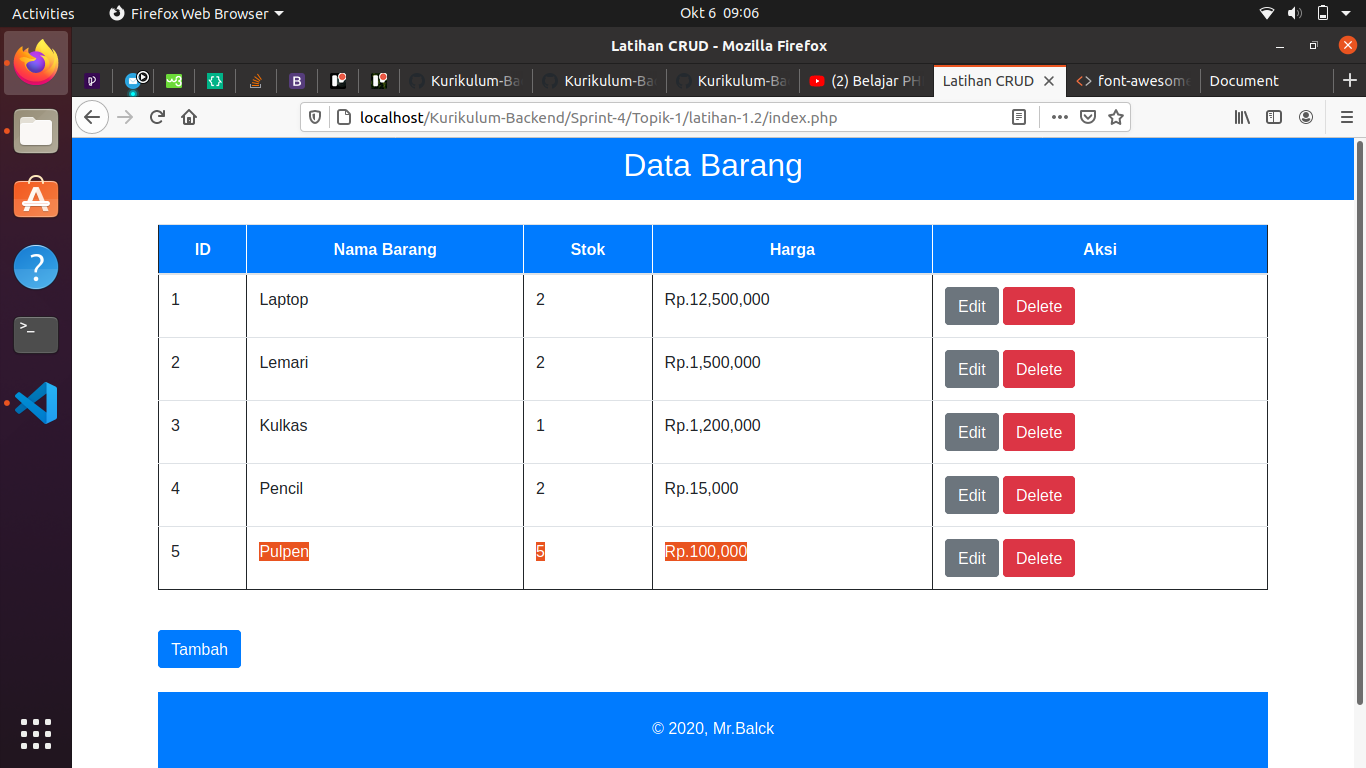 Activities Firefox Web Browser Okt 6 09:06
Latihan CRUD - Mozilla Firefox
Kurikulum-Ba Kurikulum-Ba Kurikulum-Ba (2) Belajar PH Latihan CRUD font-awesom Document
localhost/Kurikulum-Backend/Sprint-4/Topik-1/latihan-1.2/index.php
Data Barang
ID Nama Barang Stok Harga Aksi
1 Laptop 2 Rp.12,500,000 Edit Delete
2 Lemari 2 Rp.1,500,000 Edit Delete
3 Kulkas 1 Rp.1,200,000 Edit Delete
4 Pencil 2 Rp.15,000 Edit Delete
5 Pulpen 5 Rp.100,000 Edit Delete
Tambah
© 2020, Mr.Balck